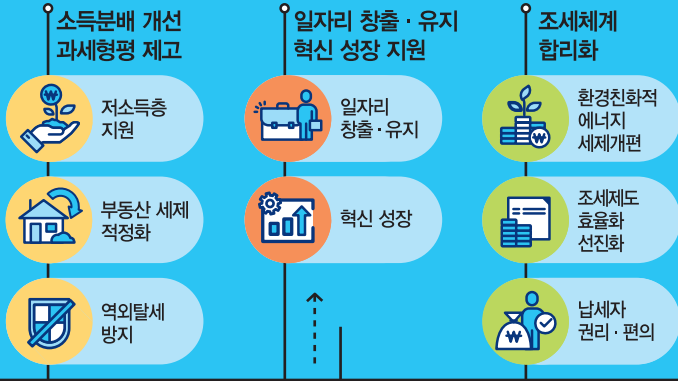 소득분배 개선
과세형평 제고
저소득층
지원
부동산 세제
적정화
역외탈세
방지
일자리 창출 · 유지
혁신 성장 지원
일자리
창출 · 유지
혁신 성장
조세체계
합리화
환경친화적
에너지
세제개편
조세제도
효율화
선진화
납세자
권리 · 편의